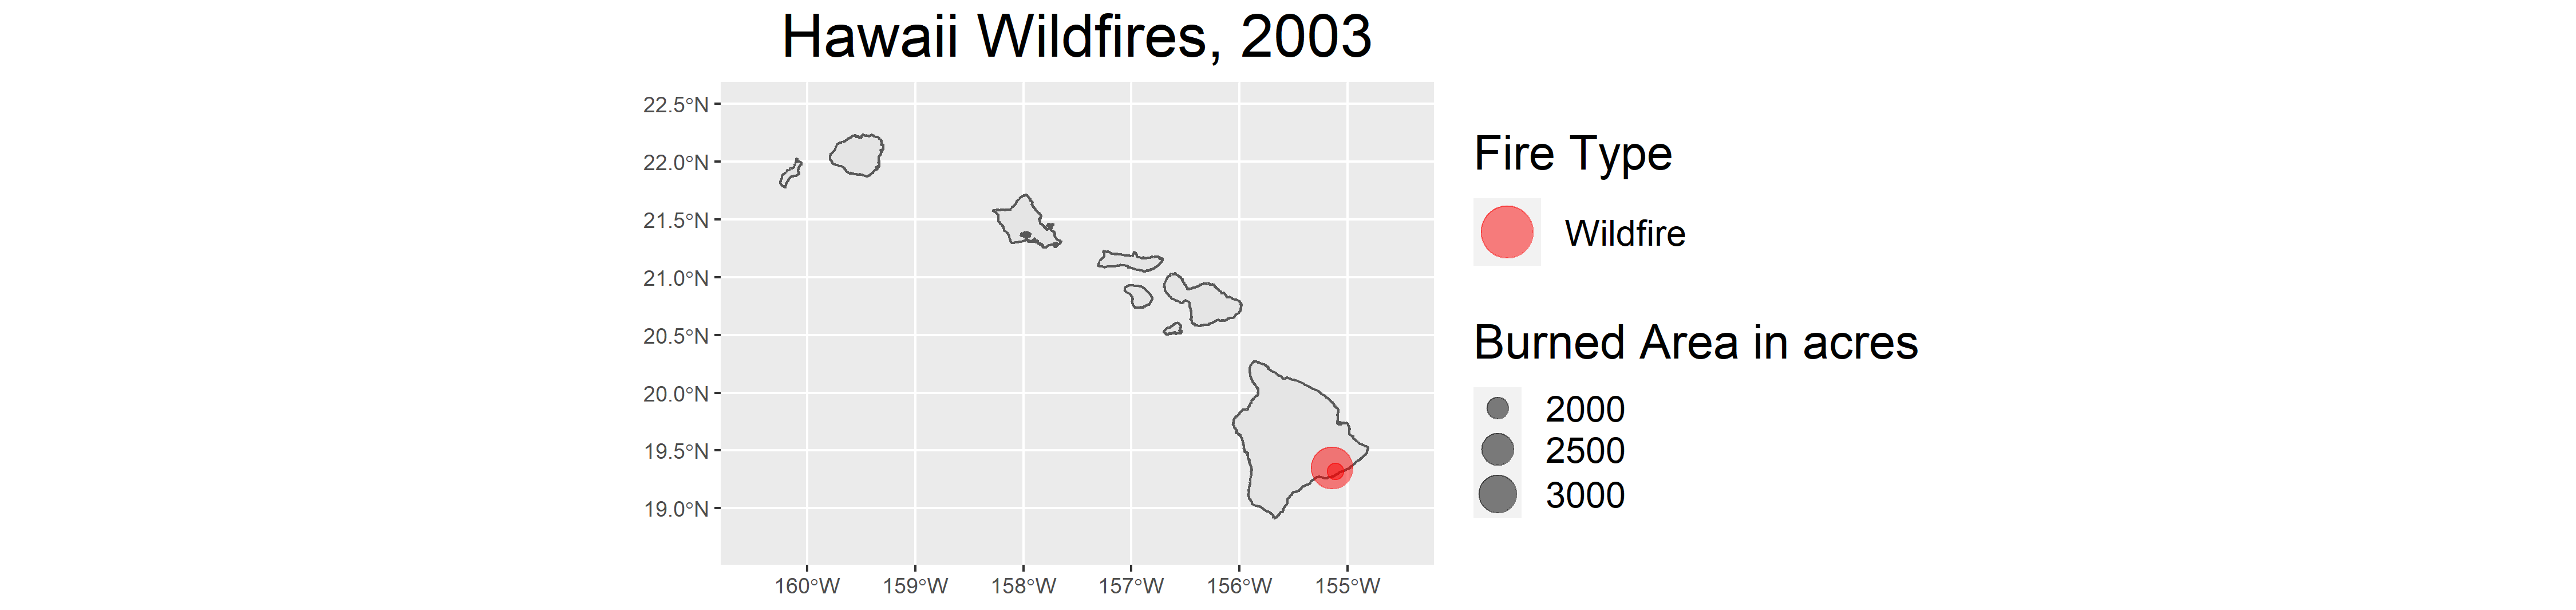 Hawaii Wildfires, 2003
22.5°N
22.0°N
21.5°N
21.0°N
20.5°N
20.0°N
19.5°N
19.0°N
160°W 159°W 158°W 157°W 156°W 155°W
Fire Type
Wildfire
Burned Area in acres
2000
2500
3000